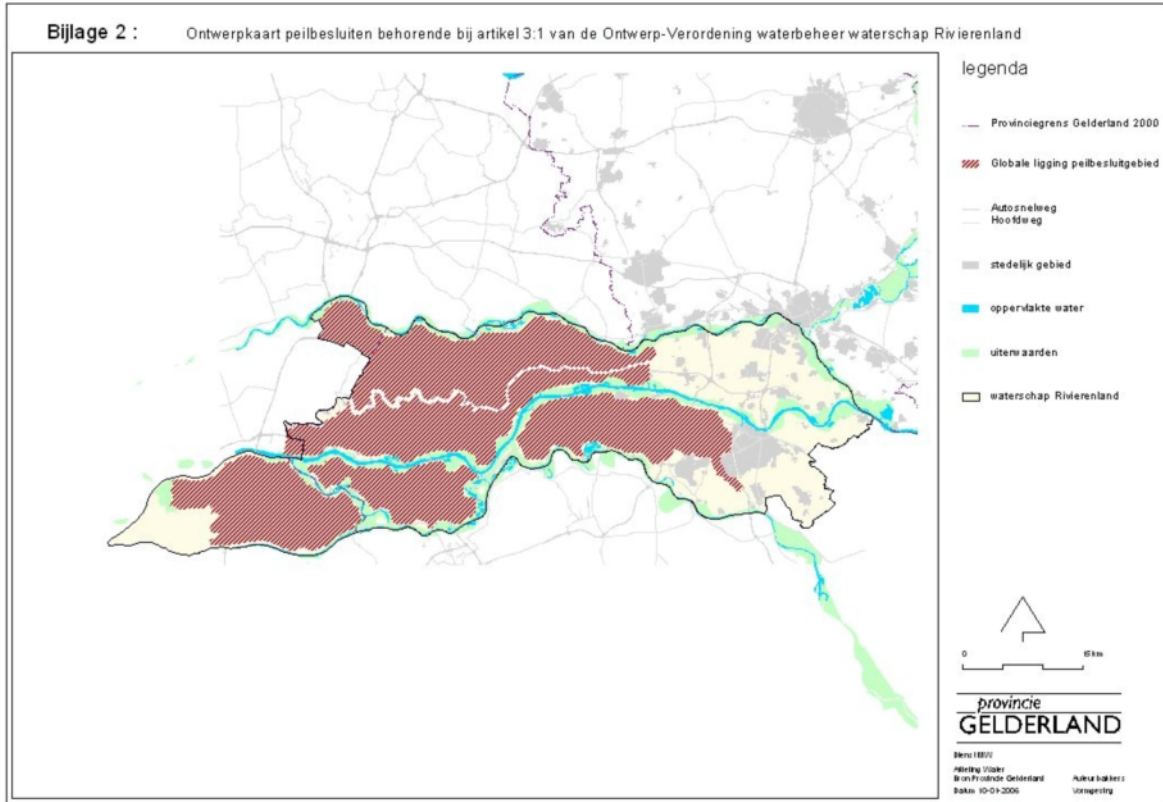 Bijlage 2 :
Ontwerpkaart peilbesluiten behorende bij artikel 3:1 van de Ontwerp-Verordening waterbeheer waterschap Rivierenland
legenda
Provinciegrens Gelderland 2000
Globale ligging peilbesluitgebied
Autosnelweg
Hoofdweg
stedelijk gebied
oppervlakte water
uiterwaarden
waterschap Rivierenland
0 15 km
provincie
GELDERLAND
Afdeling Water
Bron Provincie Gelderland Auteur bakkers
Vormgeving